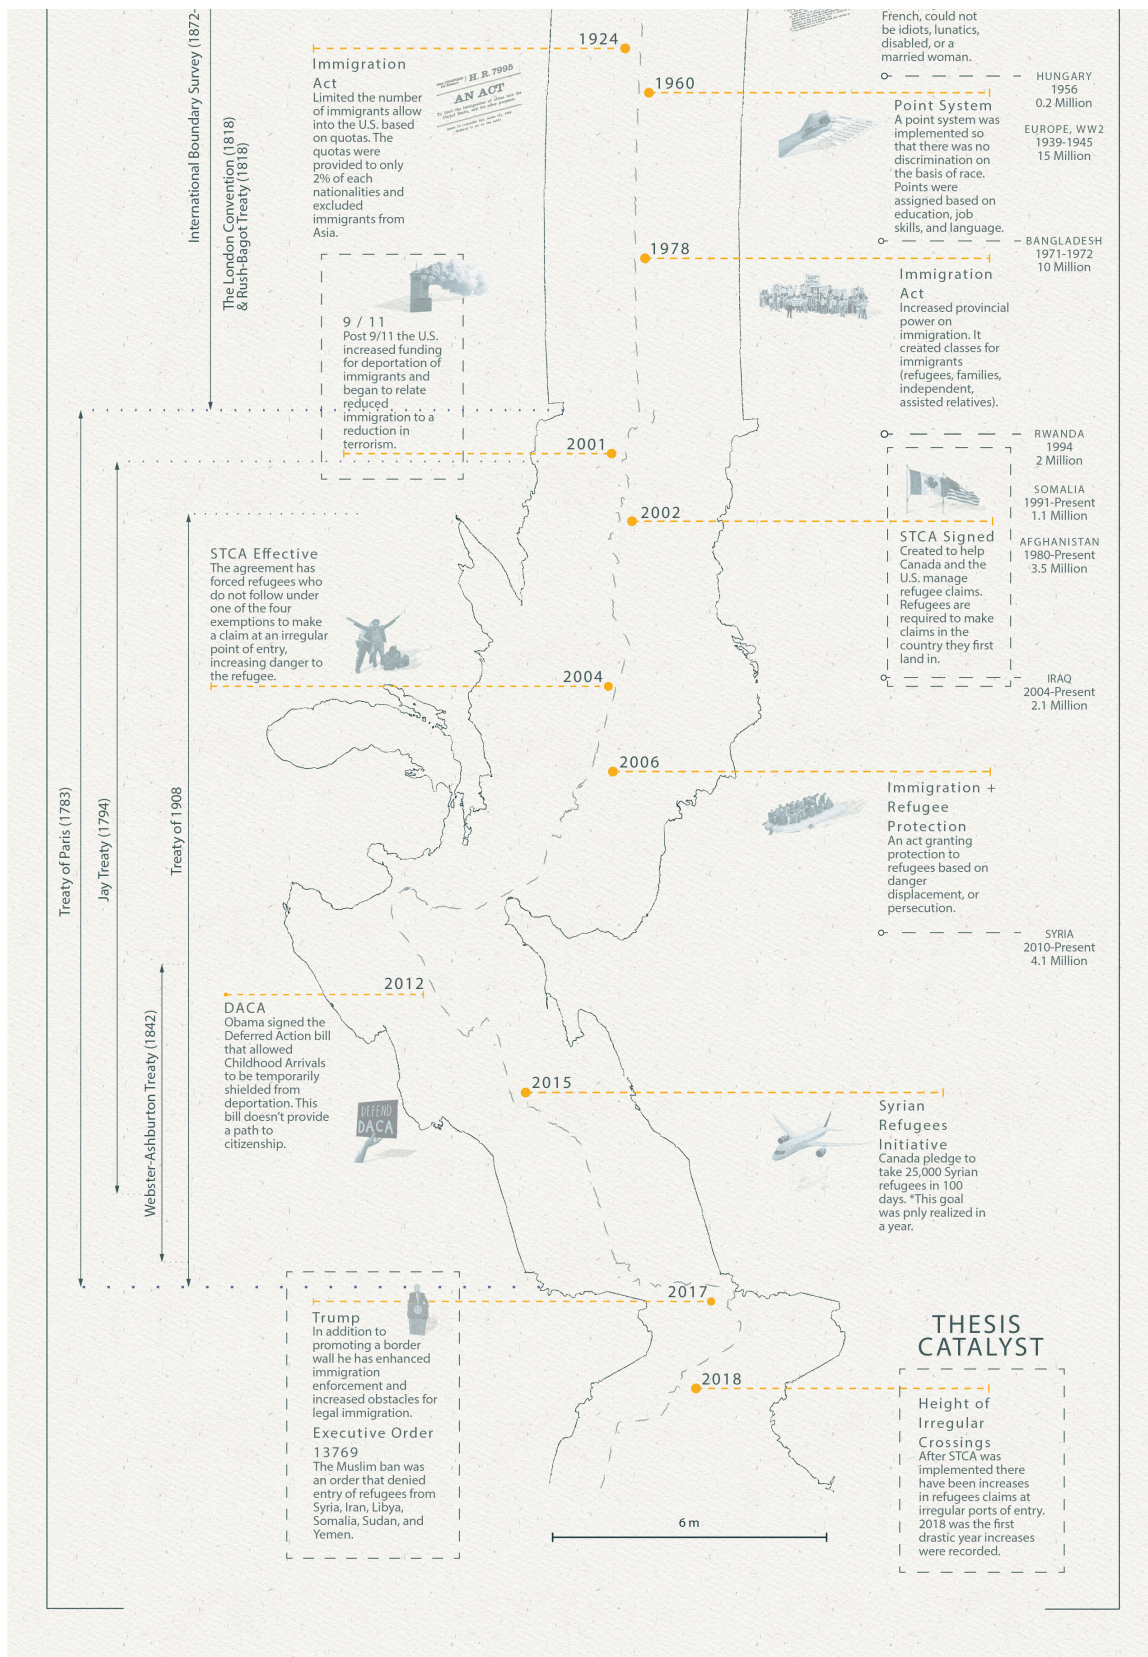 French, could not
be idiots, lunatics,
disabled, or a
married woman.
1924
Immigration
Act
Limited the number
of immigrants allow
into the U.S. based
on quotas. The
quotas were
provided to only
2% of each
nationalities and
excluded
immigrants from
Asia.
H. R. 7995
AN ACT
1960
Point System
A point system was
implemented so
that there was no
discrimination on
the basis of race.
Points were
assigned based on
education, job
skills, and language.
HUNGARY
1956
0.2 Million
EUROPE, WW2
1939-1945
15 Million
BANGLADESH
1971-1972
10 Million
1978
Immigration
Act
Increased provincial
power on
immigration. It
created classes for
immigrants
(refugees, families,
independent,
assisted relatives).
International Boundary Survey (1872-
The London Convention (1818)
& Rush-Bagot Treaty (1818)
9 / 11
Post 9/11 the U.S.
increased funding
for deportation of
immigrants and
began to relate
reduced
immigration to a
reduction in
terrorism.
2001
RWANDA
1994
2 Million
SOMALIA
1991-Present
1.1 Million
AFGHANISTAN
1980-Present
3.5 Million
2002
STCA Signed
Created to help
Canada and the
U.S. manage
refugee claims.
Refugees are
required to make
claims in the
country they first
land in.
STCA Effective
The agreement has
forced refugees who
do not follow under
one of the four
exemptions to make
a claim at an irregular
point of entry,
increasing danger to
the refugee.
2004
IRAQ
2004-Present
2.1 Million
2006
Immigration +
Refugee
Protection
An act granting
protection to
refugees based on
danger
displacement, or
persecution.
Treaty of Paris (1783)
Jay Treaty (1794)
Treaty of 1908
Webster-Ashburton Treaty (1842)
SYRIA
2010-Present
4.1 Million
2012
DACA
Obama signed the
Deferred Action bill
that allowed
Childhood Arrivals
to be temporarily
shielded from
deportation. This
bill doesn't provide
a path to
citizenship.
DEFEND
DACA
2015
Syrian
Refugees
Initiative
Canada pledge to
take 25,000 Syrian
refugees in 100
days. *This goal
was pnly realized in
a year.
2017
Trump
In addition to
promoting a border
wall he has enhanced
immigration
enforcement and
increased obstacles for
legal immigration.
Executive Order
13769
The Muslim ban was
an order that denied
entry of refugees from
Syria, Iran, Libya,
Somalia, Sudan, and
Yemen.
THESIS
CATALYST
2018
Height of
Irregular
Crossings
After STCA was
implemented there
have been increases
in refugees claims at
irregular ports of entry.
2018 was the first
drastic year increases
were recorded.
6 m